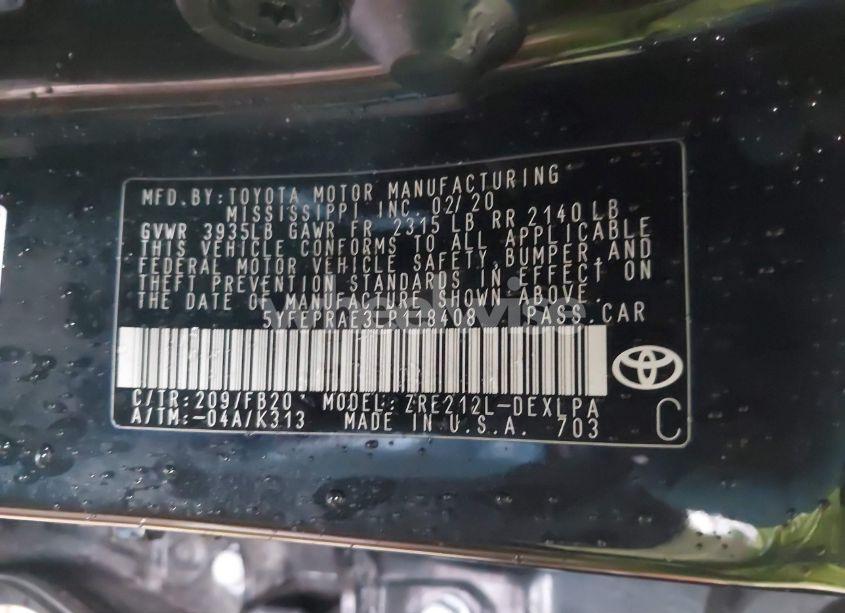 MFD. BY: TOYOTA MOTOR MANUFACTURING
MISSISSIPPI INC. 02/20
GVWR 3935LB GAWR FR 2315 LB RR 2140 LB
THIS VEHICLE CONFORMS TO ALL APPLICABLE
FEDERAL MOTOR VEHICLE SAFETY, BUMPER, AND
THEFT PREVENTION STANDARDS IN EFFECT ON
THE DATE OF MANUFACTURE SHOWN ABOVE.
5YFEPRAE3LP118408 PASS. CAR
C/TR: 209/FB20 MODEL: ZRE212L-DEXLPA
A/TM: -04A/K313 MADE IN U.S.A. 703
C